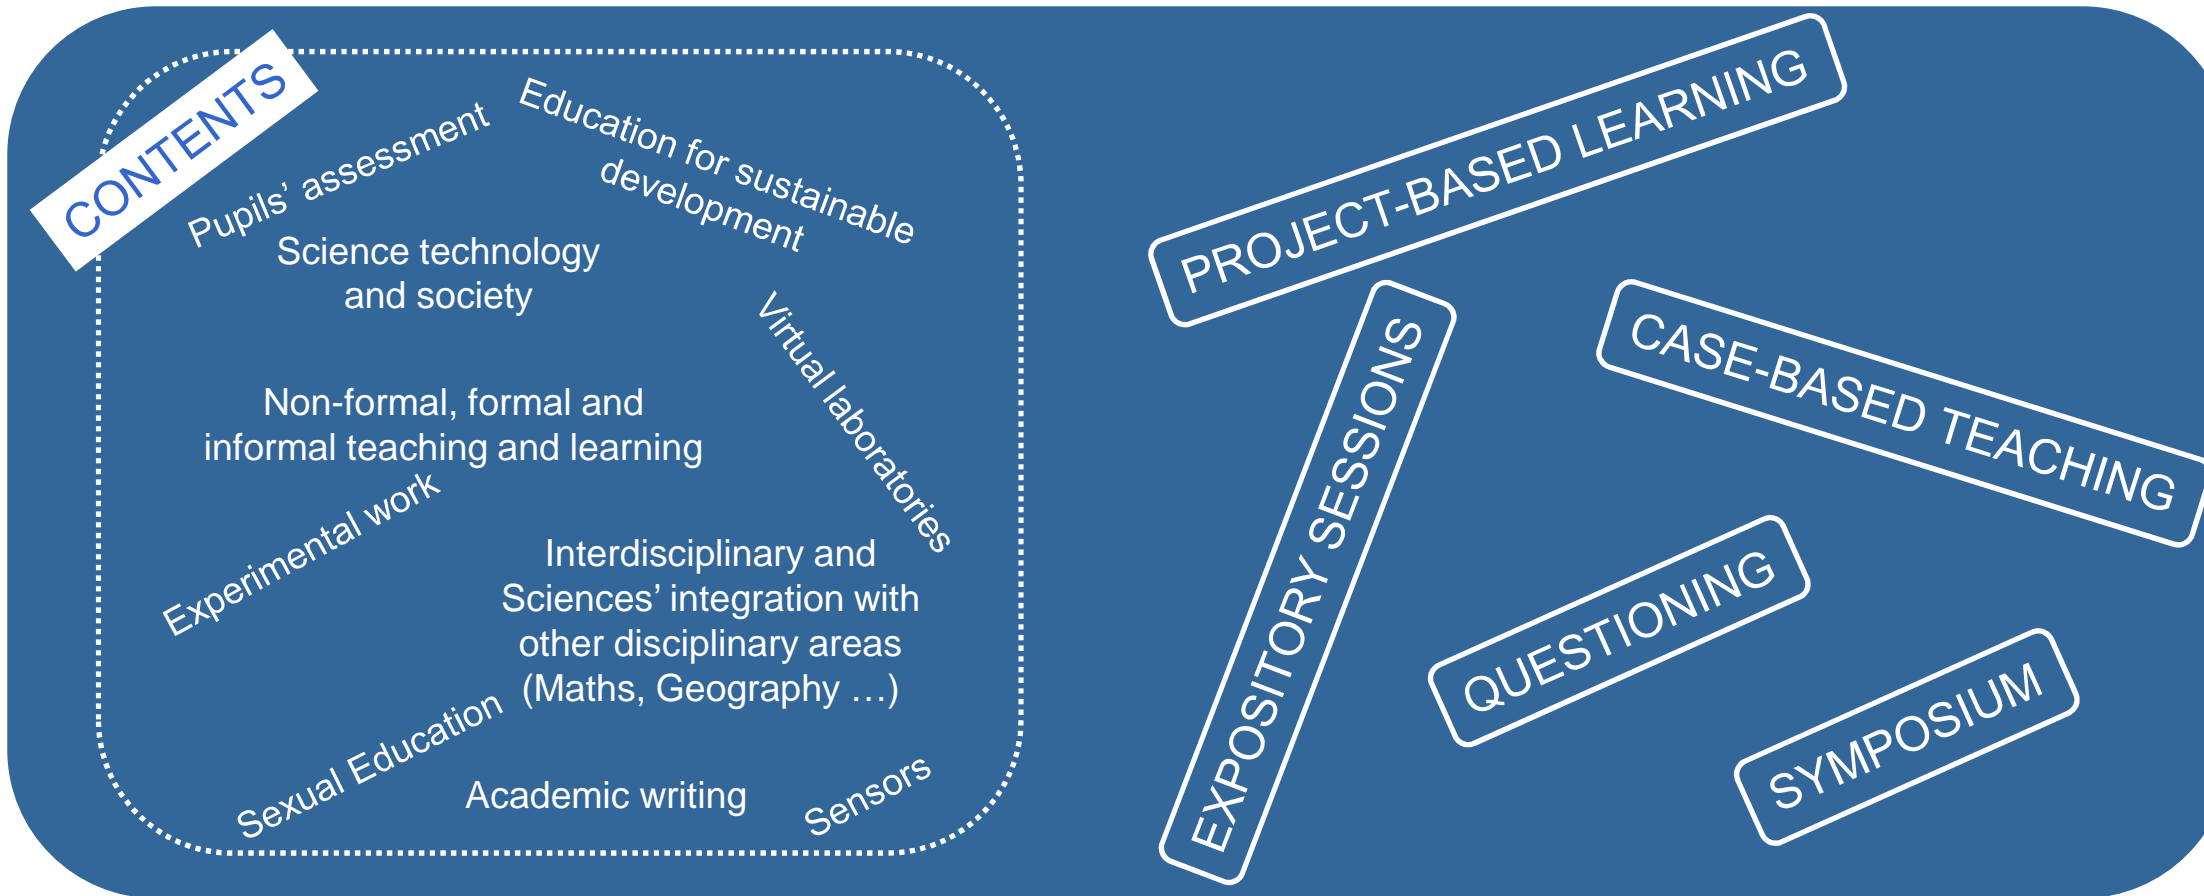 CONTENTS
Pupils’ assessment
Education for sustainable
development
Science technology
and society
Virtual laboratories
Non-formal, formal and
informal teaching and learning
Experimental work
Interdisciplinary and
Sciences’ integration with
other disciplinary areas
(Maths, Geography …)
Sexual Education
Academic writing
Sensors
PROJECT-BASED LEARNING
EXPOSITORY SESSIONS
CASE-BASED TEACHING
QUESTIONING
SYMPOSIUM